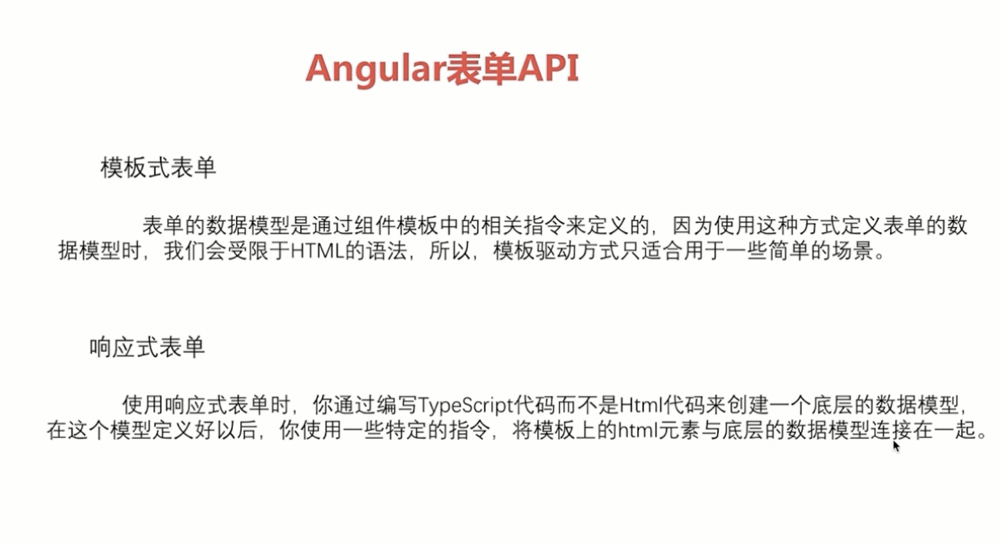 Angular表单API
模板式表单
表单的数据模型是通过组件模板中的相关指令来定义的，因为使用这种方式定义表单的数
据模型时，我们会受限于HTML的语法，所以，模板驱动方式只适合用于一些简单的场景。
响应式表单
使用响应式表单时，你通过编写TypeScript代码而不是Html代码来创建一个底层的数据模型，
在这个模型定义好以后，你使用一些特定的指令，将模板上的html元素与底层的数据模型连接在一起。